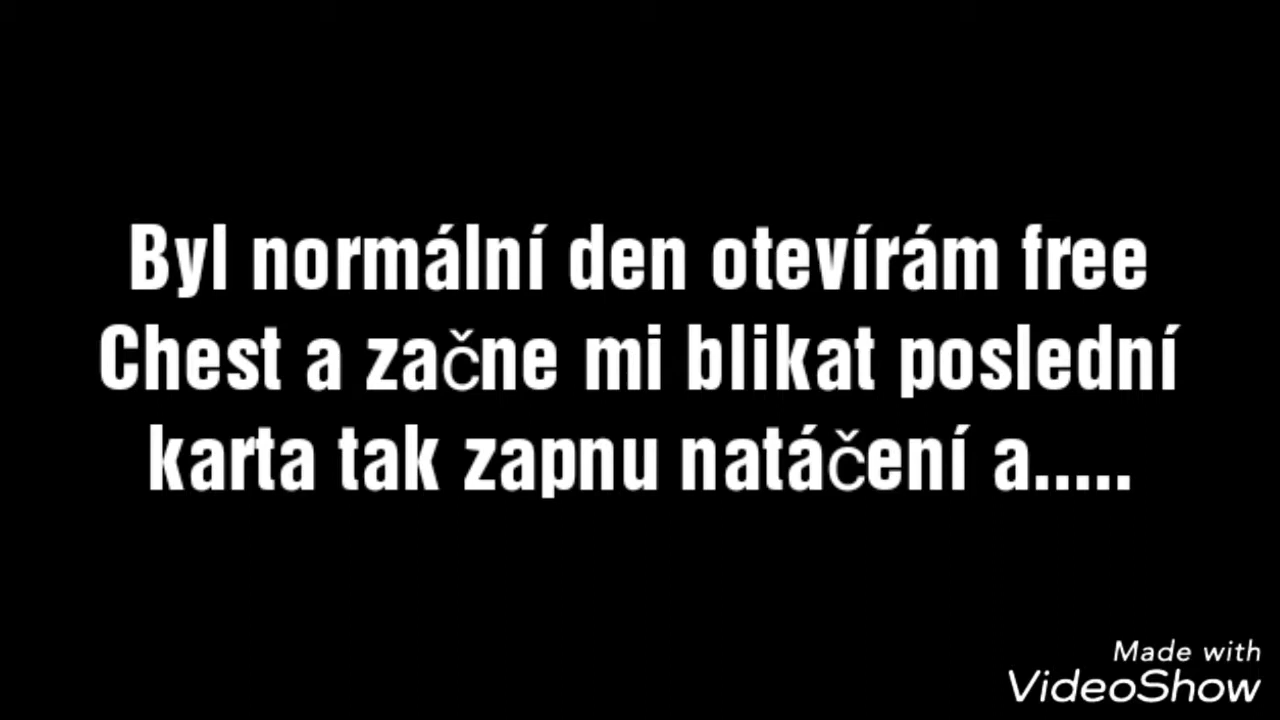 Byl normální den otevírám free
Chest a začne mi blikat poslední
karta tak zapnu natáčení a.....
Made with
VideoShow